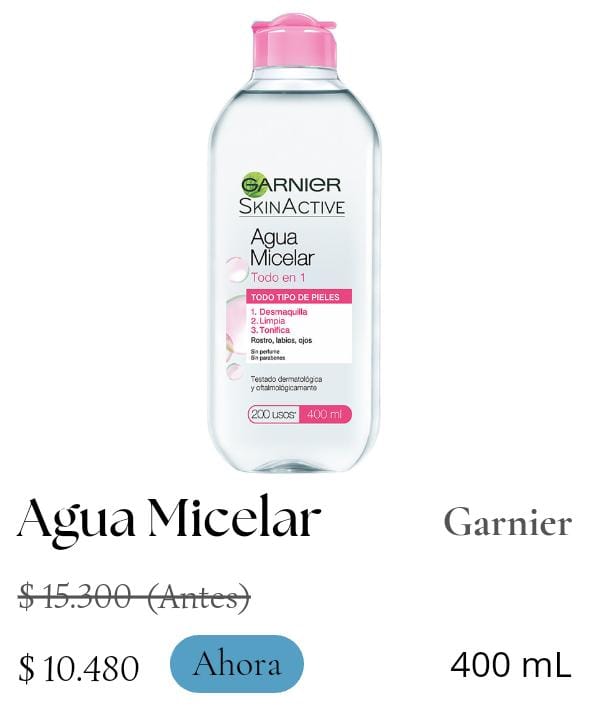 GARNIER
SKINACTIVE
Agua
Micelar
Todo en 1
TODO TIPO DE PIELES
1. Desmaquilla
2. Limpia
3. Tonifica
Rostro, labios, ojos
Sin perfume
Sin parabenos
Testado dermatológica
y oftalmológicamente
200 usos* 400 ml
Agua Micelar Garnier
$ 15.300 (Antes)
$ 10.480 Ahora 400 mL